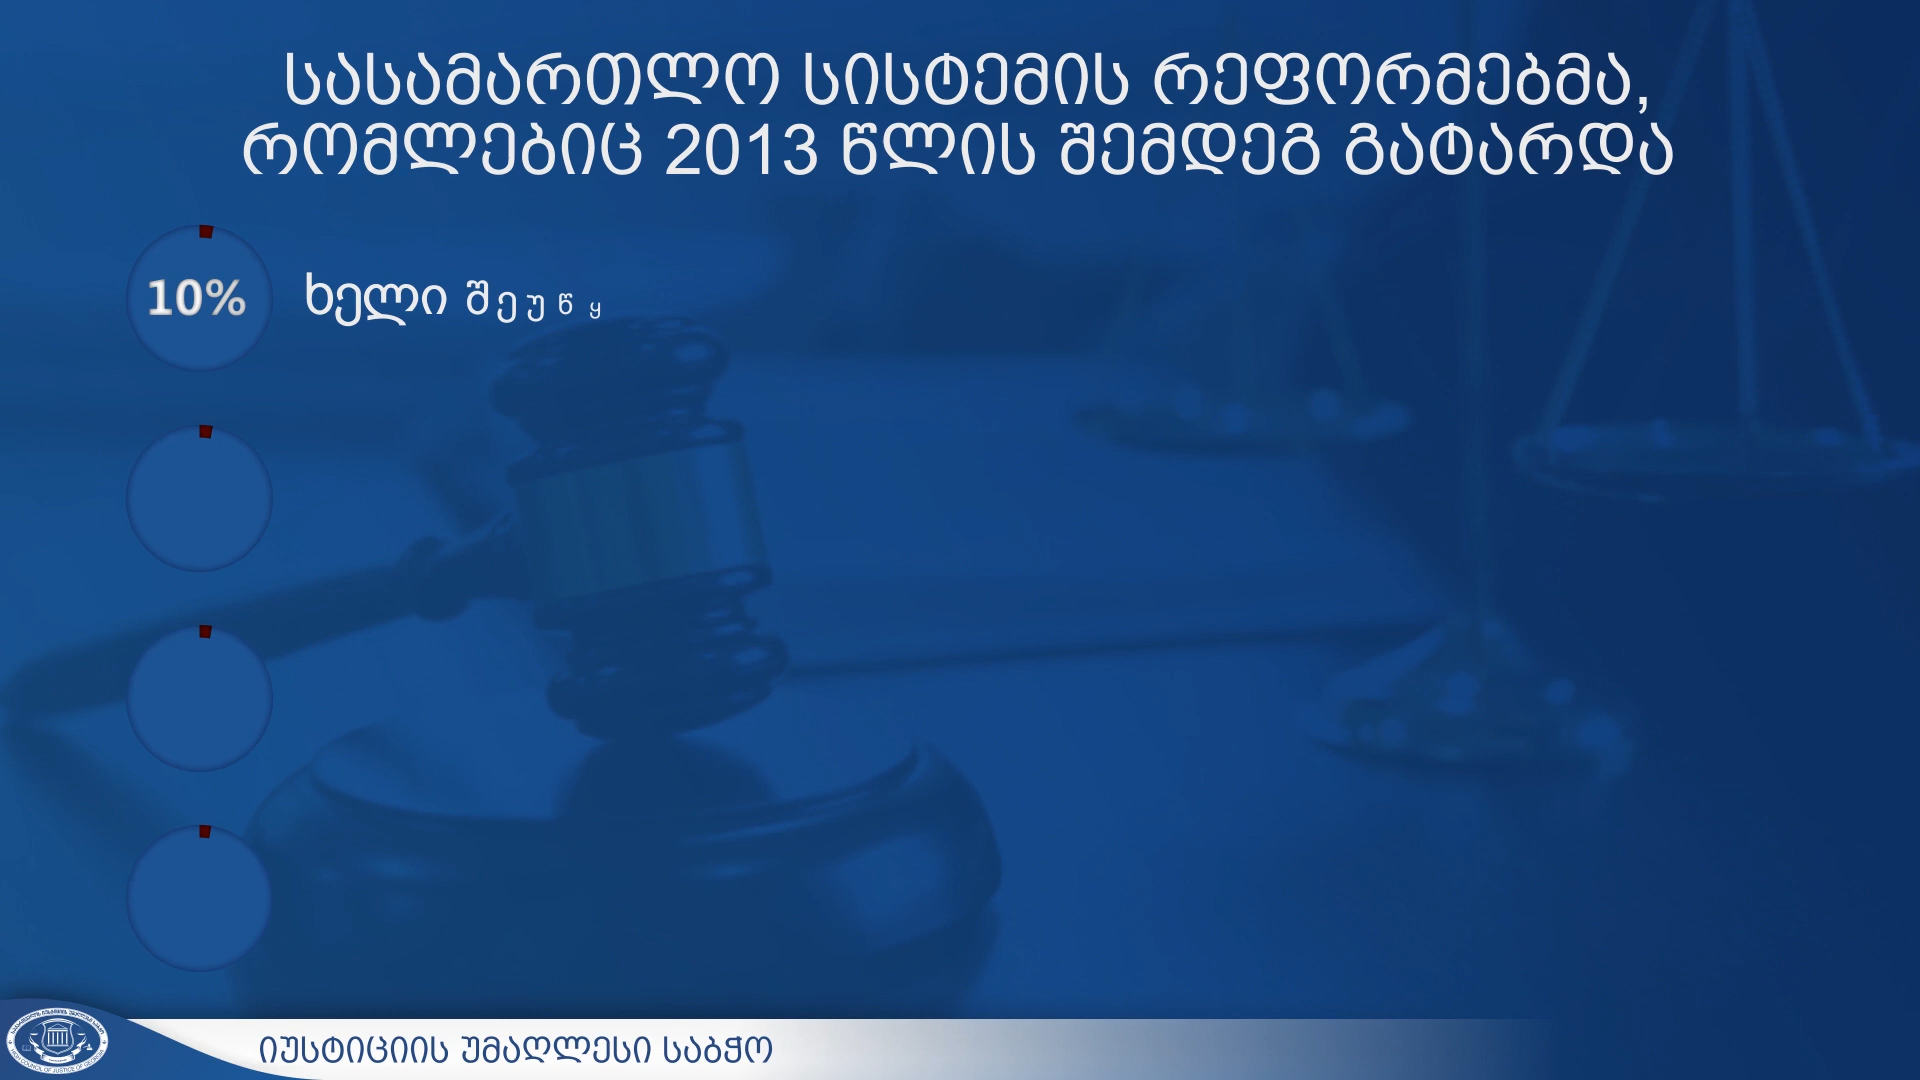 ᲡᲐᲡᲐᲛᲐᲠᲗᲚᲝ ᲡᲘᲡᲢᲔᲛᲘᲡ ᲠᲔᲤᲝᲠᲛᲔᲑᲛᲐ,
ᲠᲝᲛᲚᲔᲑᲘᲪ 2013 ᲬᲚᲘᲡ ᲨᲔᲛᲓᲔᲒ ᲒᲐᲢᲐᲠᲓᲐ
10% ხელი შეუწყ
ᲘᲣᲡᲢᲘᲪᲘᲘᲡ ᲣᲛᲐᲦᲚᲔᲡᲘ ᲡᲐᲑᲭᲝ